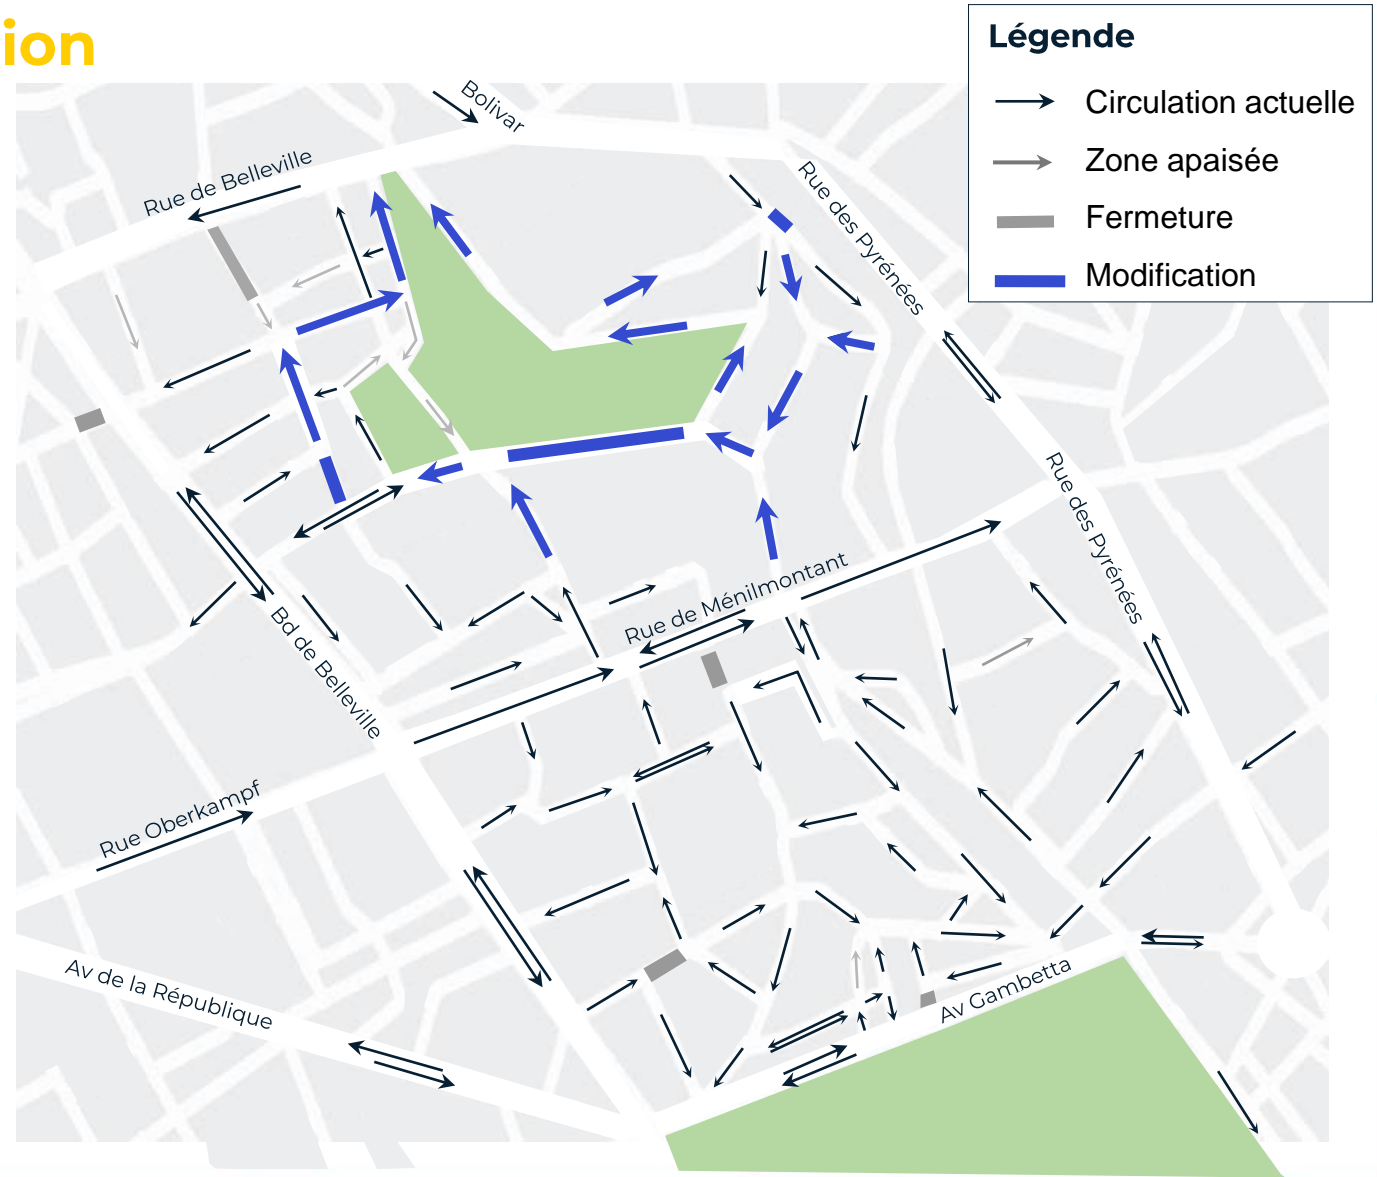 ion
Légende
Circulation actuelle
Zone apaisée
Fermeture
Modification
Bolivar
Rue de Belleville
Rue des Pyrénées
Rue des Pyrénées
Rue de Ménilmontant
Bd de Belleville
Rue Oberkampf
Av de la République
Av Gambetta